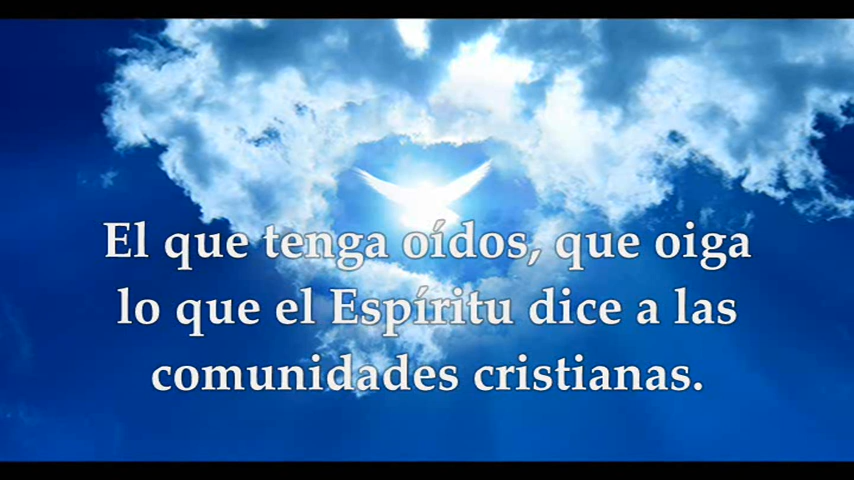 El que tenga oídos, que oiga
lo que el Espíritu dice a las
comunidades cristianas.